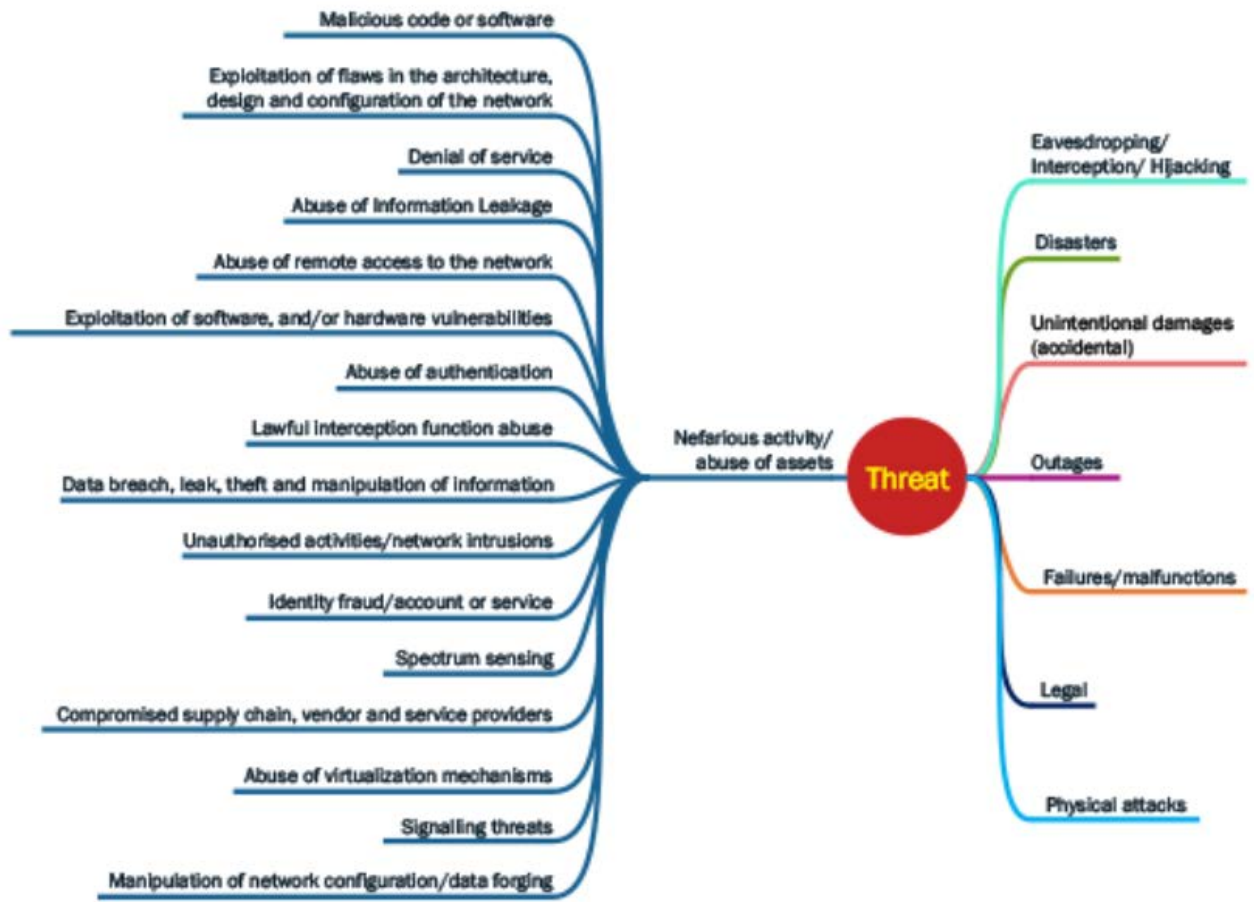 Malicious code or software
Exploitation of flaws in the architecture,
design and configuration of the network
Denial of service
Abuse of Information Leakage
Abuse of remote access to the network
Exploitation of software, and/or hardware vulnerabilities
Abuse of authentication
Lawful interception function abuse
Data breach, leak, theft and manipulation of information
Unauthorised activities/network intrusions
Identity fraud/account or service
Spectrum sensing
Compromised supply chain, vendor and service providers
Abuse of virtualization mechanisms
Signalling threats
Manipulation of network configuration/data forging
Nefarious activity/
abuse of assets
Threat
Eavesdropping/
Interception/ Hijacking
Disasters
Unintentional damages
(accidental)
Outages
Failures/malfunctions
Legal
Physical attacks